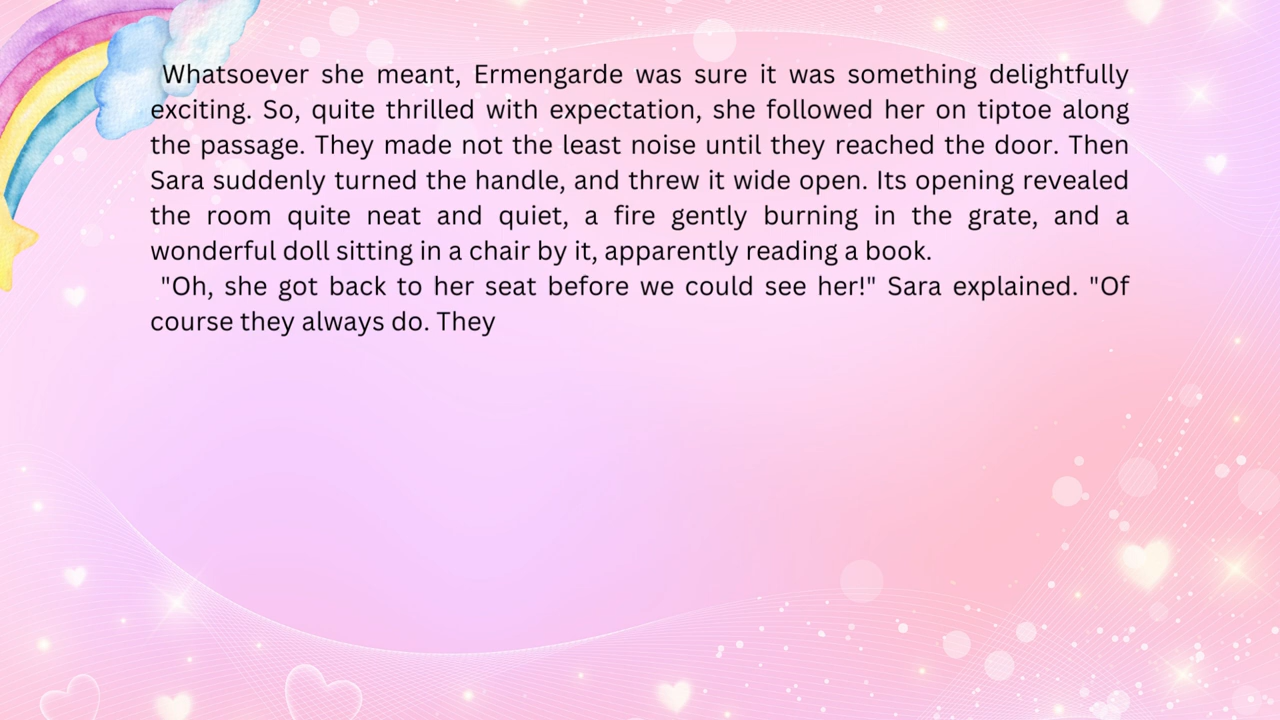 Whatsoever she meant, Ermengarde was sure it was something delightfully
exciting. So, quite thrilled with expectation, she followed her on tiptoe along
the passage. They made not the least noise until they reached the door. Then
Sara suddenly turned the handle, and threw it wide open. Its opening revealed
the room quite neat and quiet, a fire gently burning in the grate, and a
wonderful doll sitting in a chair by it, apparently reading a book.
"Oh, she got back to her seat before we could see her!" Sara explained. "Of
course they always do. They